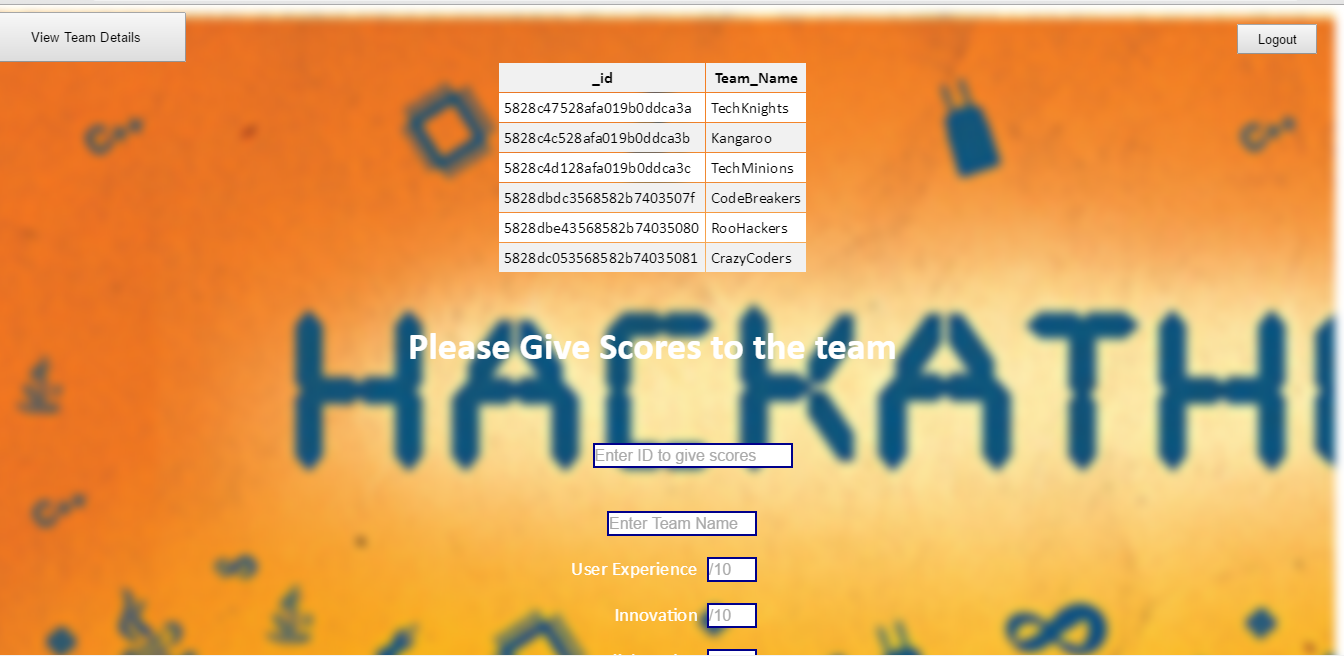 View Team Details
Logout
_id Team_Name
5828c47528afa019b0ddca3a TechKnights
5828c4c528afa019b0ddca3b Kangaroo
5828c4d128afa019b0ddca3c TechMinions
5828dbdc3568582b7403507f CodeBreakers
5828dbe43568582b74035080 RooHackers
5828dc053568582b74035081 CrazyCoders
C++
C++
HACKATH
Please Give Scores to the team
Enter ID to give scores
C++
Enter Team Name
User Experience /10
Innovation /10